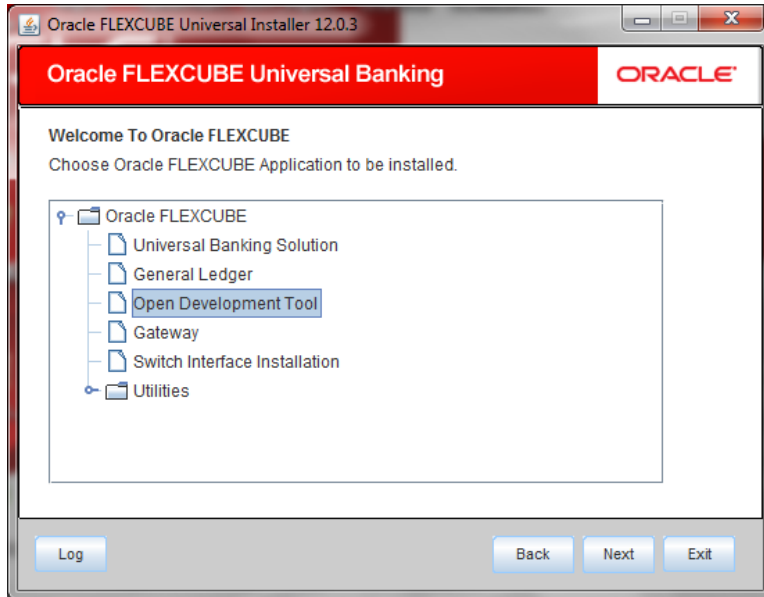 Oracle FLEXCUBE Universal Installer 12.0.3
Oracle FLEXCUBE Universal Banking
ORACLE®
Welcome To Oracle FLEXCUBE
Choose Oracle FLEXCUBE Application to be installed.
Oracle FLEXCUBE
Universal Banking Solution
General Ledger
Open Development Tool
Gateway
Switch Interface Installation
Utilities
Log Back Next Exit